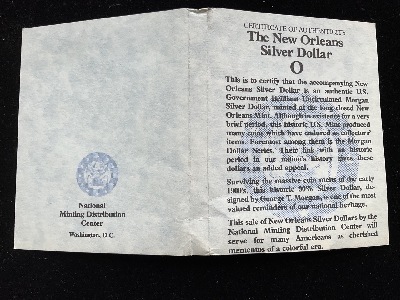 National
Minting Distribution
Center
Washington, D.C.
CERTIFICATE OF AUTHENTICITY
The New Orleans
Silver Dollar
O
This is to certify that the accompanying New
Orleans Silver Dollar is an authentic U.S.
Government Brilliant Uncirculated Morgan
Silver Dollar, minted at the long closed New
Orleans Mint. Although in existence for a very
brief period, this historic U.S. Mint produced
many coins which have endured as collectors'
items. Foremost among them is the Morgan
Dollar Series. Their link with an historic
period in our nation's history gives these
dollars an added appeal.
Surviving the massive coin melts of the early
1900's, this historic 90% Silver Dollar, de-
signed by George T. Morgan, is one of the most
valued reminders of our national heritage.
This sale of New Orleans Silver Dollars by the
National Minting Distribution Center will
serve for many Americans as cherished
mementos of a colorful era.